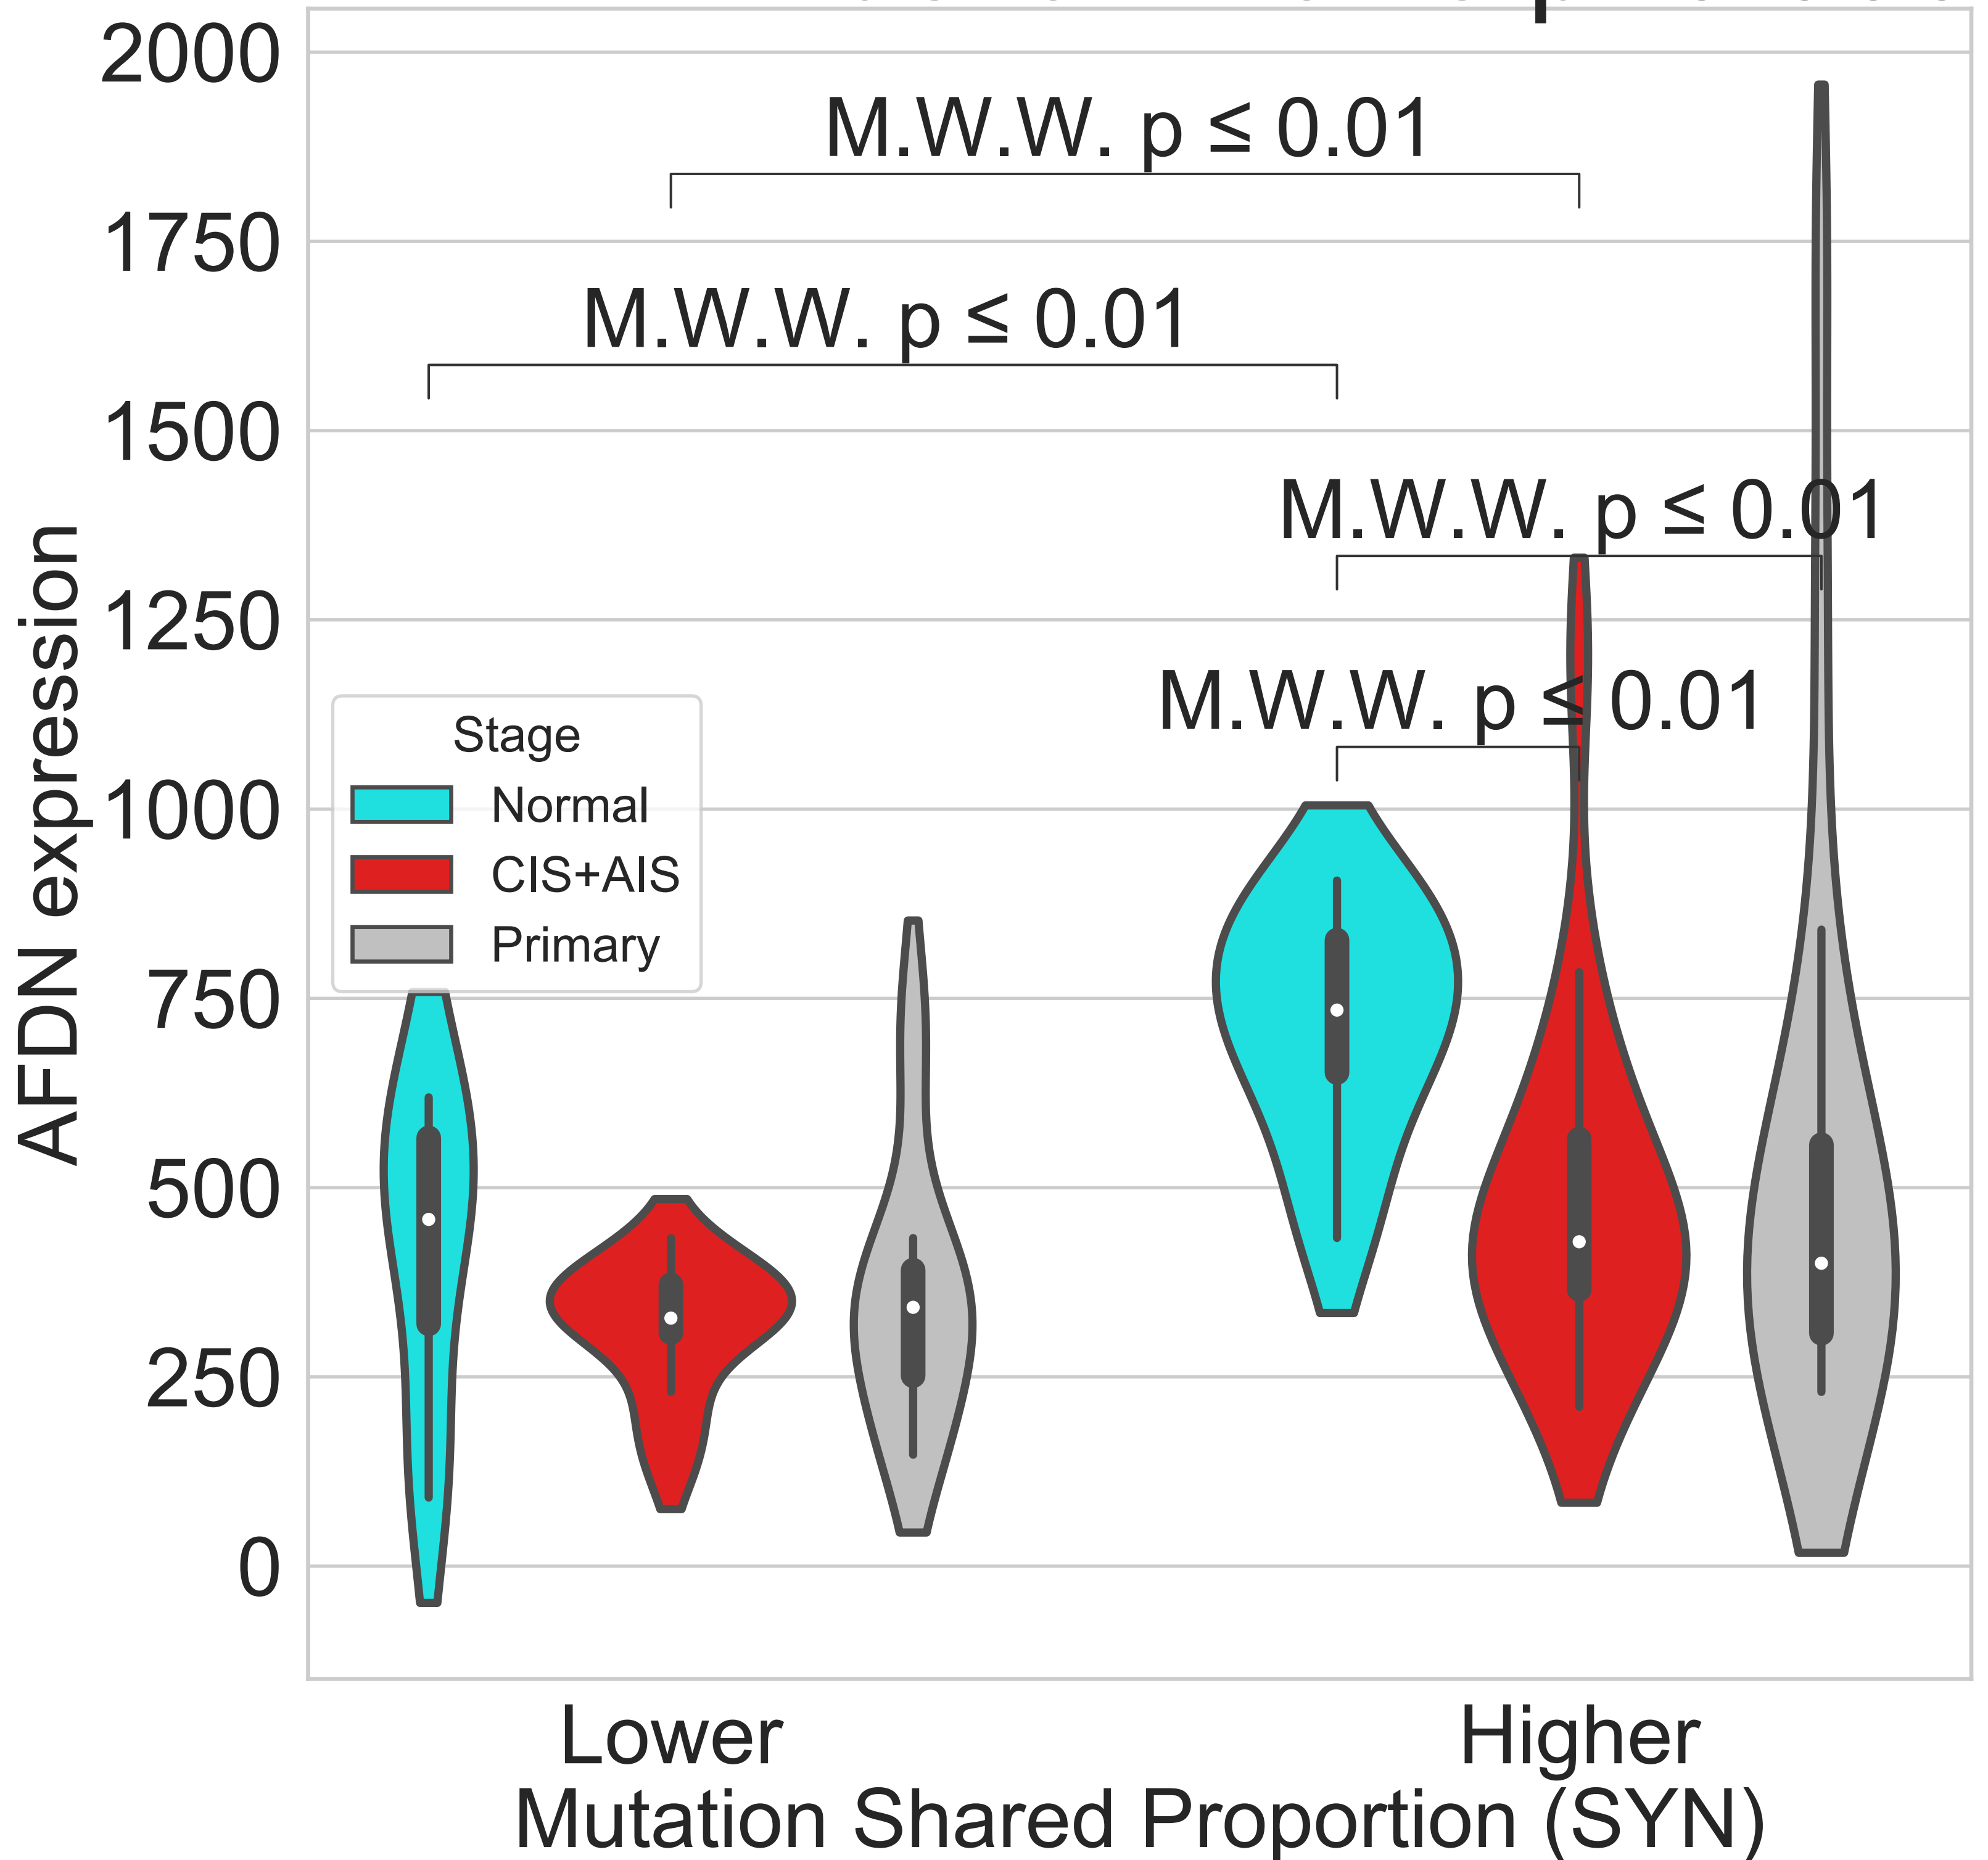 2000
M.W.W. p ≤ 0.01
1750
M.W.W. p ≤ 0.01
1500
M.W.W. p ≤ 0.01
1250
M.W.W. p ≤ 0.01
Stage
Normal
CIS+AIS
Primary
1000
750
500
250
0
AFDN expression
Lower
Higher
Mutation Shared Proportion (SYN)